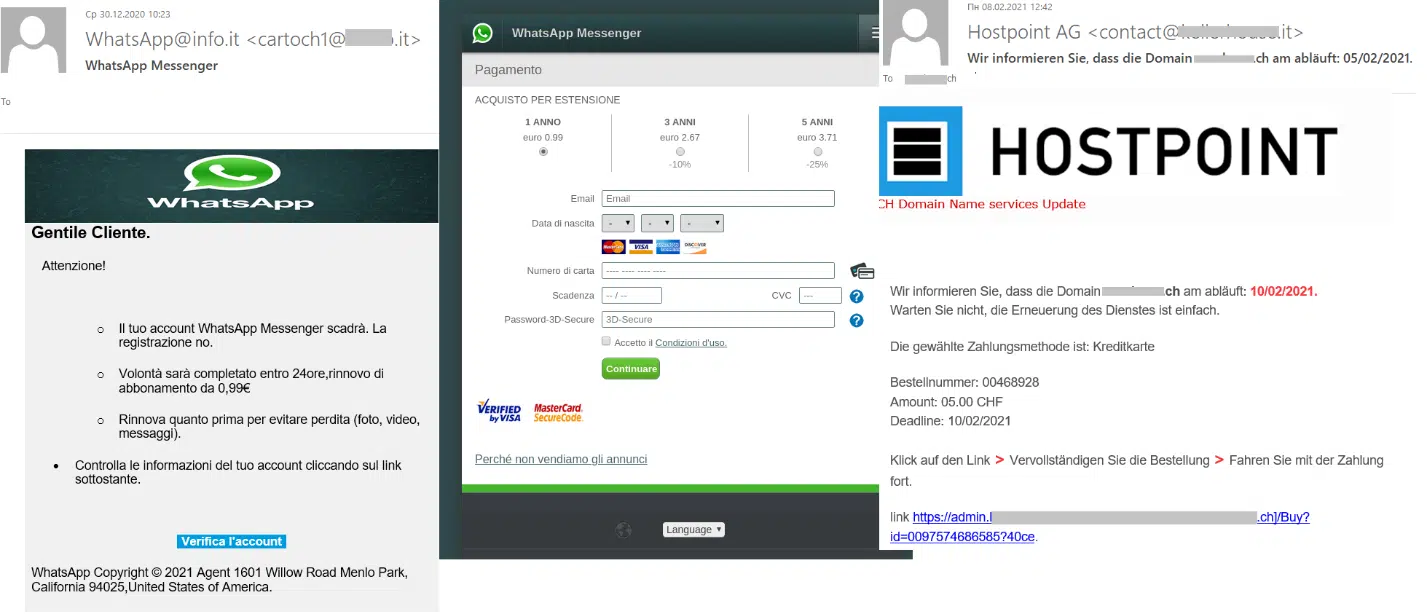 Ср 30.12.2020 10:23
WhatsApp@info.it <cartoch1@ .it>
WhatsApp Messenger
To
WhatsApp
Gentile Cliente.
Attenzione!
Il tuo account WhatsApp Messenger scadrà. La
registrazione no.
Volontà sarà completato entro 24ore,rinnovo di
abbonamento da 0,99€
Rinnova quanto prima per evitare perdita (foto, video,
messaggi).
Controlla le informazioni del tuo account cliccando sul link
sottostante.
Verifica l'account
WhatsApp Copyright © 2021 Agent 1601 Willow Road Menlo Park,
California 94025,United States of America.
WhatsApp Messenger
Pagamento
ACQUISTO PER ESTENSIONE
1 ANNO 3 ANNI 5 ANNI
euro 0.99 euro 2.67 euro 3.71
-10% -25%
Email Email
Data di nascita - - -
MasterCard VISA AMERICAN EXPRESS DISCOVER
Numero di carta ---- ---- ---- ----
Scadenza -- / -- CVC ---
Password-3D-Secure 3D-Secure
Accetto il Condizioni d'uso.
Continuare
VERIFIED by VISA MasterCard SecureCode.
Perché non vendiamo gli annunci
Language
Пн 08.02.2021 12:42
Hostpoint AG <contact@ .it>
Wir informieren Sie, dass die Domain .ch am abläuft: 05/02/2021.
To ch
HOSTPOINT
CH Domain Name services Update
Wir informieren Sie, dass die Domain .ch am abläuft: 10/02/2021.
Warten Sie nicht, die Erneuerung des Dienstes ist einfach.
Die gewählte Zahlungsmethode ist: Kreditkarte
Bestellnummer: 00468928
Amount: 05.00 CHF
Deadline: 10/02/2021
Klick auf den Link > Vervollständigen Sie die Bestellung > Fahren Sie mit der Zahlung
fort.
link https://admin.l .ch]/Buy?
id=0097574686585?40ce.